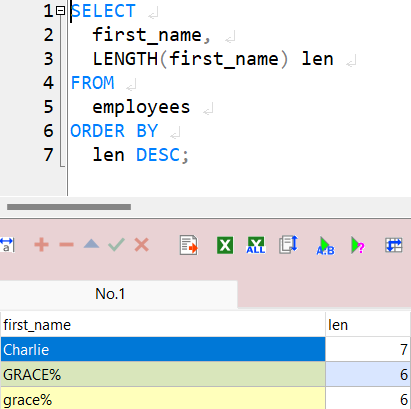 1 SELECT
2 first_name,
3 LENGTH(first_name) len
4 FROM
5 employees
6 ORDER BY
7 len DESC;
a
ALL
A:B
?
No.1
first_name len
Charlie 7
GRACE% 6
grace% 6